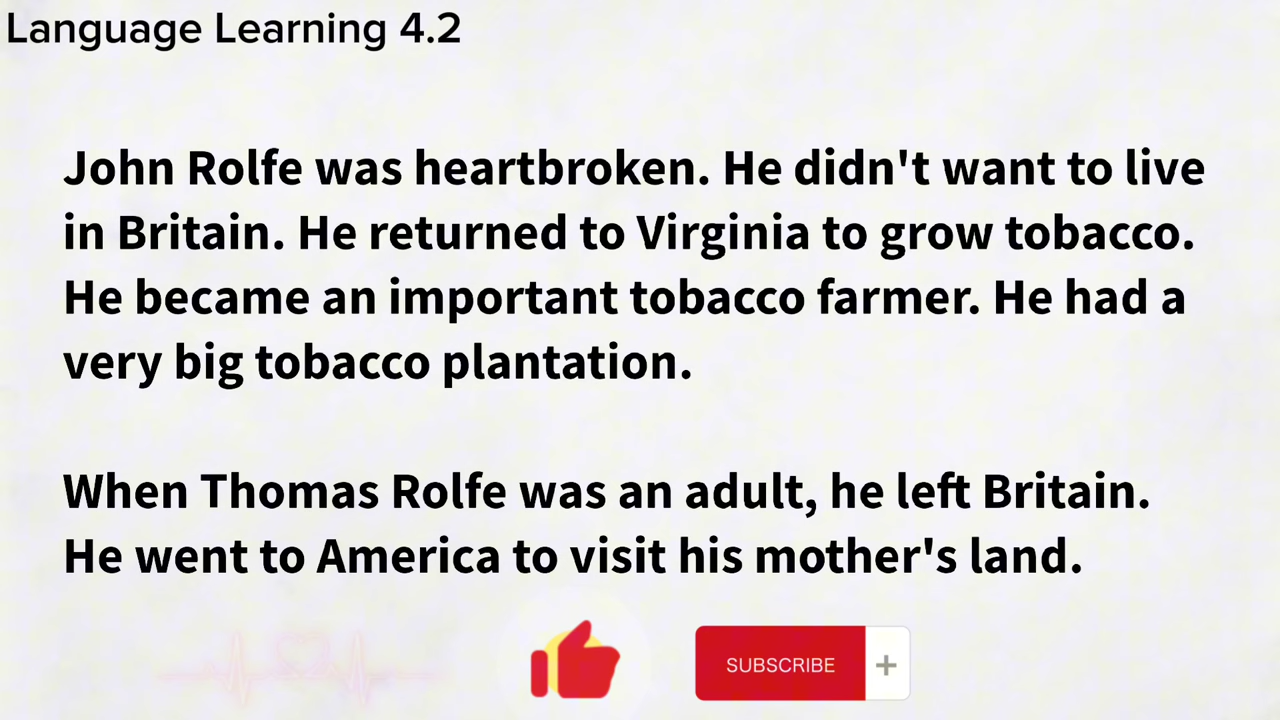 Language Learning 4.2
John Rolfe was heartbroken. He didn't want to live
in Britain. He returned to Virginia to grow tobacco.
He became an important tobacco farmer. He had a
very big tobacco plantation.
When Thomas Rolfe was an adult, he left Britain.
He went to America to visit his mother's land.
SUBSCRIBE +